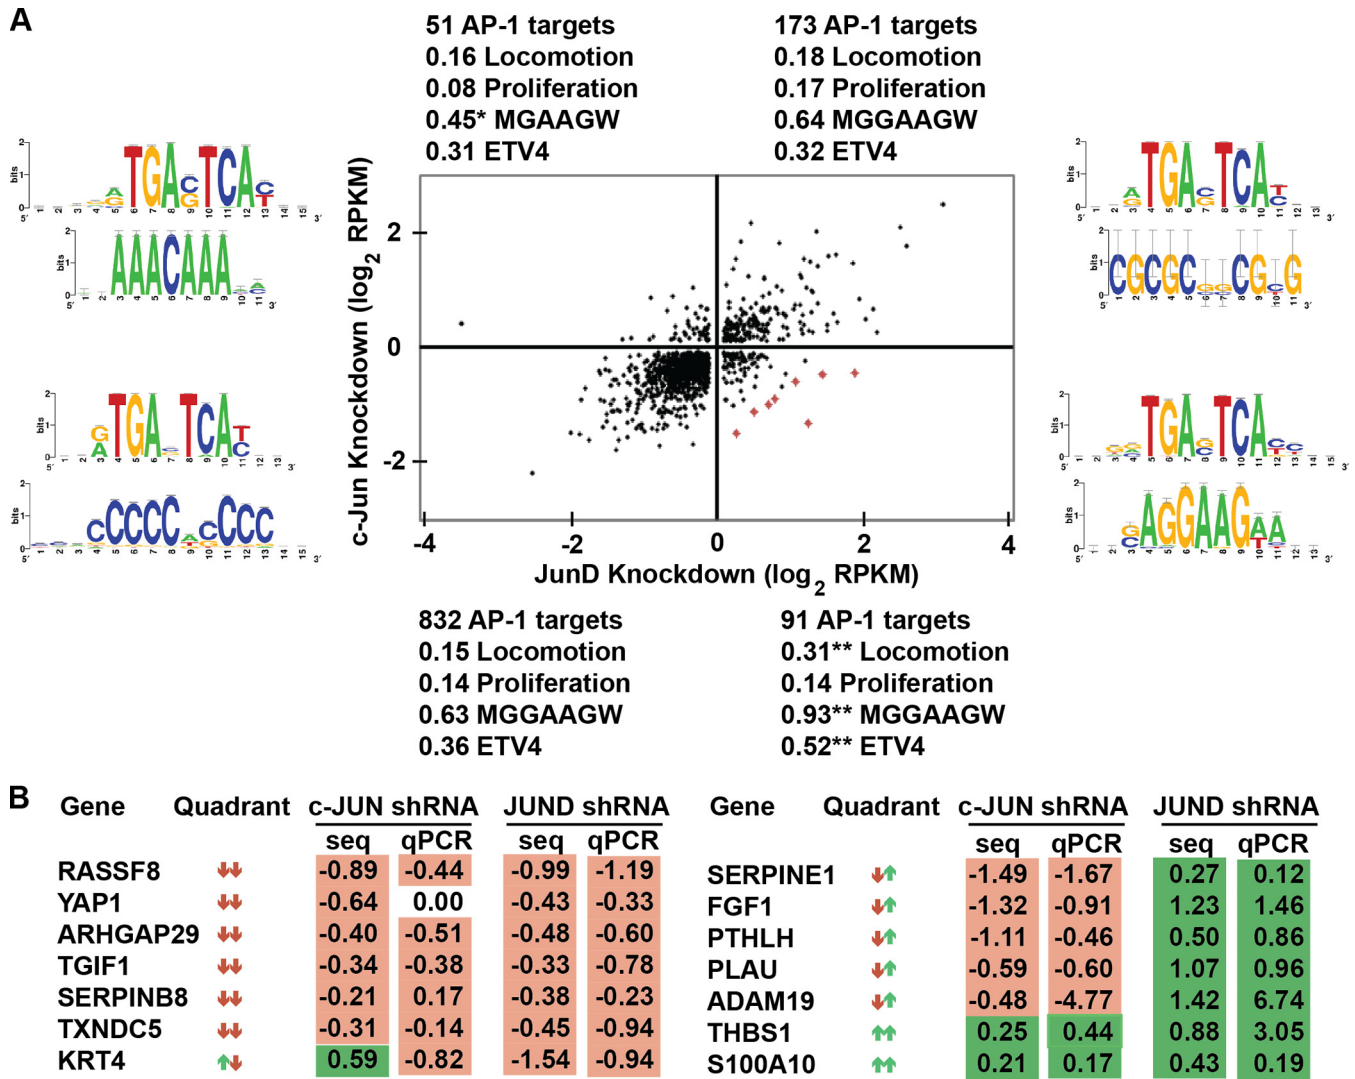 A
51 AP-1 targets
0.16 Locomotion
0.08 Proliferation
0.45* MGAAGW
0.31 ETV4
173 AP-1 targets
0.18 Locomotion
0.17 Proliferation
0.64 MGGAAGW
0.32 ETV4
c-Jun Knockdown (log2 RPKM)
2
0
-2
-4 -2 0 2 4
JunD Knockdown (log2 RPKM)
832 AP-1 targets
0.15 Locomotion
0.14 Proliferation
0.63 MGGAAGW
0.36 ETV4
91 AP-1 targets
0.31** Locomotion
0.14 Proliferation
0.93** MGGAAGW
0.52** ETV4
B
Gene Quadrant c-JUN shRNA JUND shRNA
seq qPCR seq qPCR
RASSF8 -0.89 -0.44 -0.99 -1.19
YAP1 -0.64 0.00 -0.43 -0.33
ARHGAP29 -0.40 -0.51 -0.48 -0.60
TGIF1 -0.34 -0.38 -0.33 -0.78
SERPINB8 -0.21 0.17 -0.38 -0.23
TXNDC5 -0.31 -0.14 -0.45 -0.94
KRT4 0.59 -0.82 -1.54 -0.94
Gene Quadrant c-JUN shRNA JUND shRNA
seq qPCR seq qPCR
SERPINE1 -1.49 -1.67 0.27 0.12
FGF1 -1.32 -0.91 1.23 1.46
PTHLH -1.11 -0.46 0.50 0.86
PLAU -0.59 -0.60 1.07 0.96
ADAM19 -0.48 -4.77 1.42 6.74
THBS1 0.25 0.44 0.88 3.05
S100A10 0.21 0.17 0.43 0.19